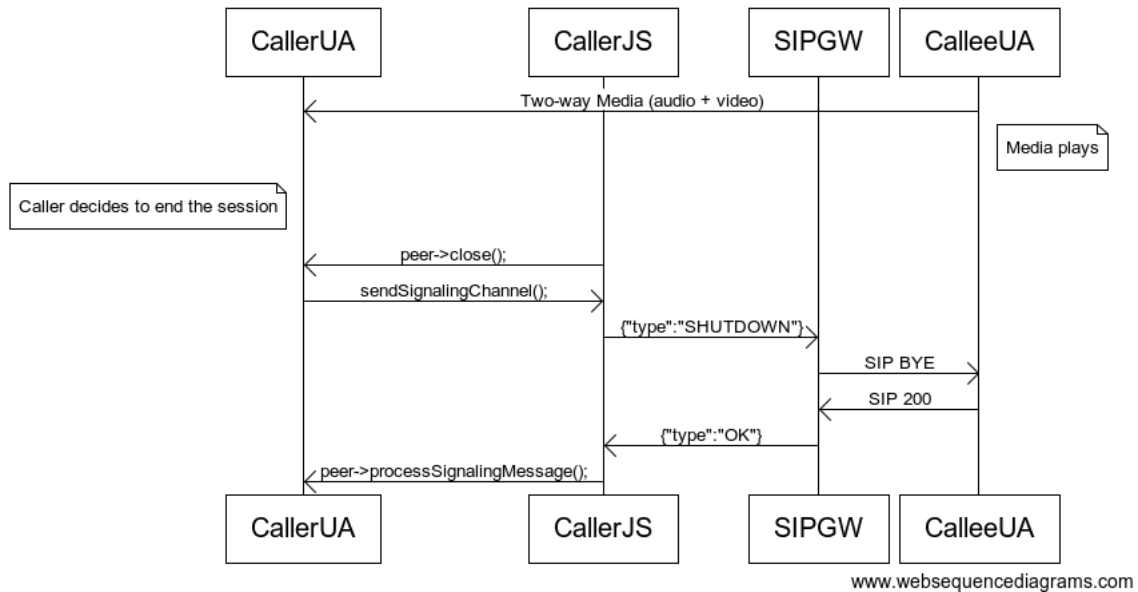 CallerUA
CallerJS
SIPGW
CalleeUA
Two-way Media (audio + video)
Media plays
Caller decides to end the session
peer->close();
sendSignalingChannel();
{"type":"SHUTDOWN"}
SIP BYE
SIP 200
{"type":"OK"}
peer->processSignalingMessage();
CallerUA
CallerJS
SIPGW
CalleeUA
www.websequencediagrams.com